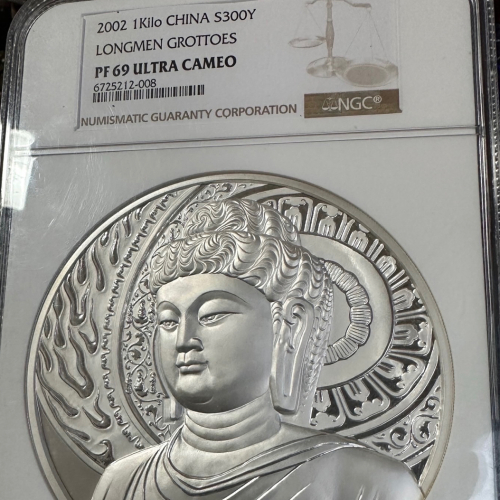 2002 1Kilo CHINA S300Y
LONGMEN GROTTOES
PF 69 ULTRA CAMEO
6725212-008
NGC®
NUMISMATIC GUARANTY CORPORATION